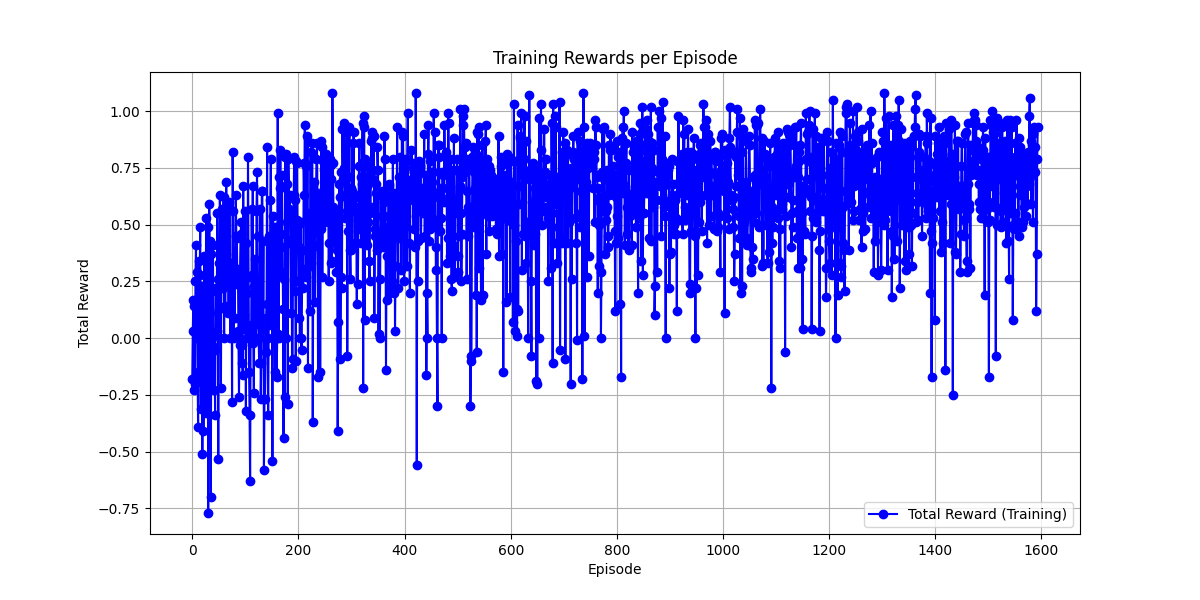 Training Rewards per Episode
Total Reward
1.00
0.75
0.50
0.25
0.00
−0.25
−0.50
−0.75
Total Reward (Training)
0 200 400 600 800 1000 1200 1400 1600
Episode